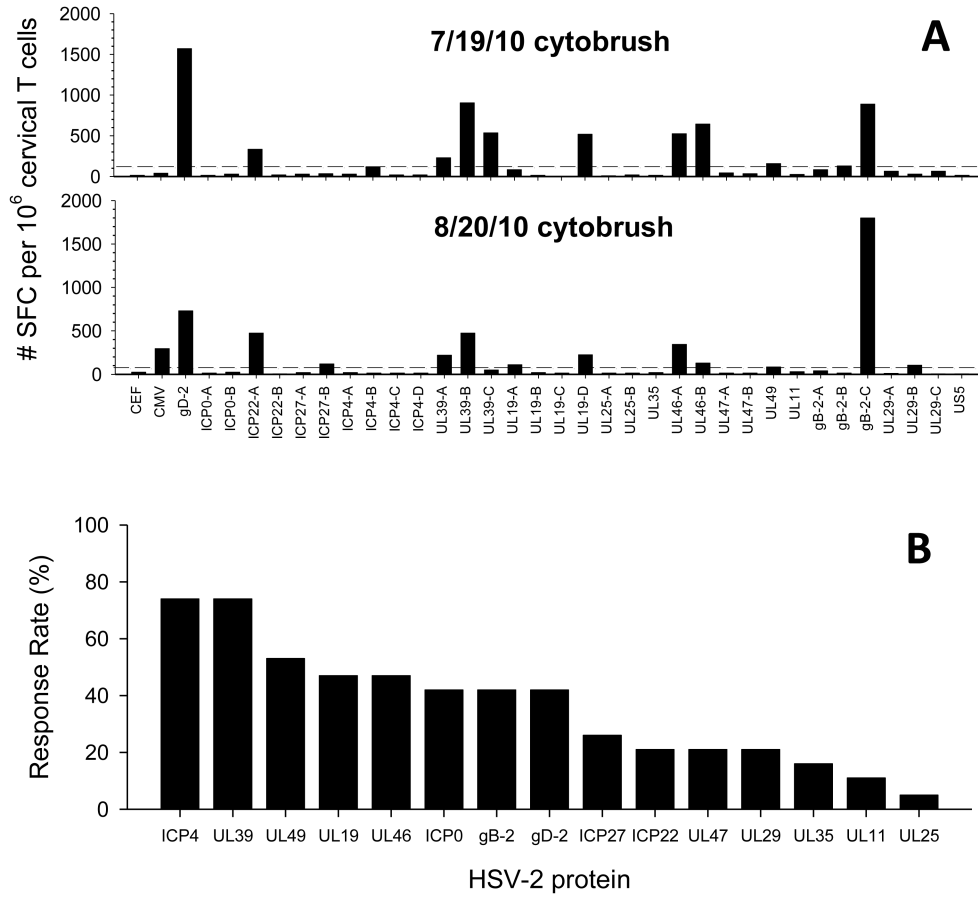 # SFC per 10⁶ cervical T cells
2000
1500
1000
500
0
7/19/10 cytobrush
A
2000
1500
1000
500
0
8/20/10 cytobrush
CEF CMV gD-2 ICP0-A ICP0-B ICP22-A ICP22-B ICP27-A ICP27-B ICP4-A ICP4-B ICP4-C ICP4-D UL39-A UL39-B UL39-C UL19-A UL19-B UL19-C UL19-D UL25-A UL25-B UL35 UL46-A UL46-B UL47-A UL47-B UL49 UL11 gB-2-A gB-2-B gB-2-C UL29-A UL29-B UL29-C US5
B
Response Rate (%)
100
80
60
40
20
0
ICP4 UL39 UL49 UL19 UL46 ICP0 gB-2 gD-2 ICP27 ICP22 UL47 UL29 UL35 UL11 UL25
HSV-2 protein